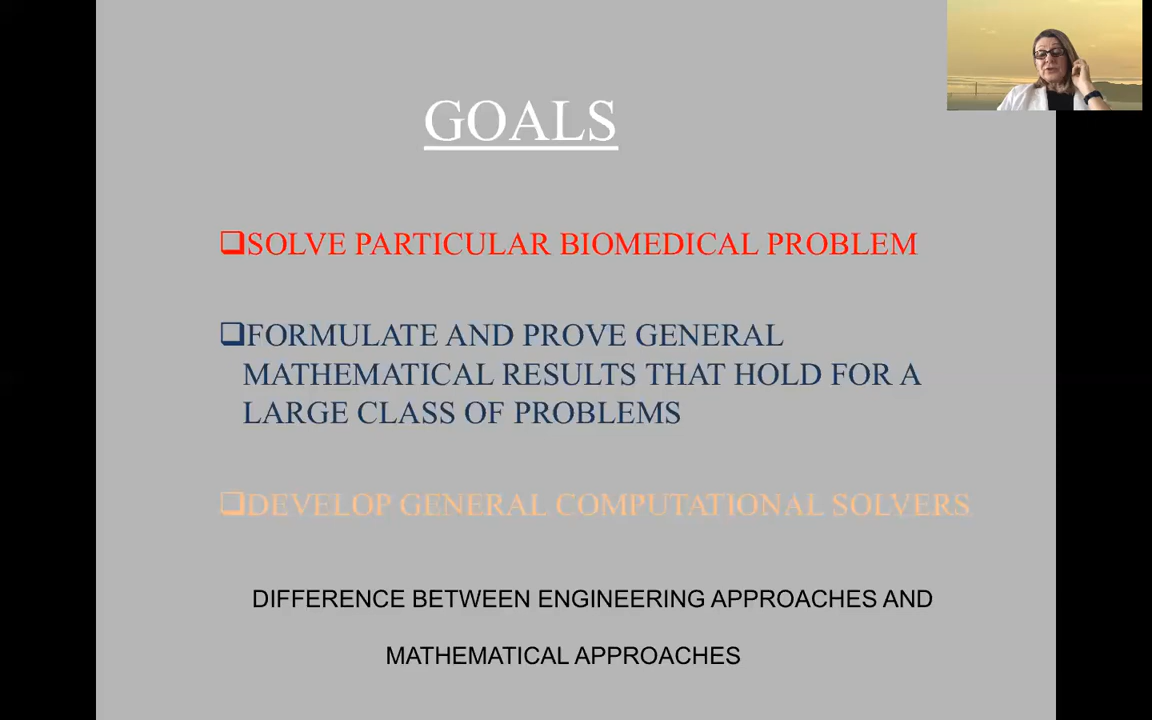 GOALS
❑SOLVE PARTICULAR BIOMEDICAL PROBLEM
❑FORMULATE AND PROVE GENERAL
MATHEMATICAL RESULTS THAT HOLD FOR A
LARGE CLASS OF PROBLEMS
❑DEVELOP GENERAL COMPUTATIONAL SOLVERS
DIFFERENCE BETWEEN ENGINEERING APPROACHES AND
MATHEMATICAL APPROACHES